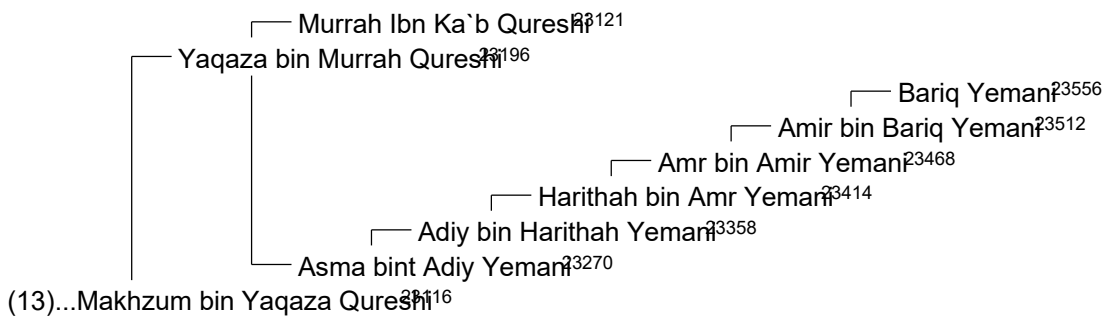 Murrah Ibn Ka`b Qureshi23121
Yaqaza bin Murrah Qureshi23196
Bariq Yemani23556
Amir bin Bariq Yemani23512
Amr bin Amir Yemani23468
Harithah bin Amr Yemani23414
Adiy bin Harithah Yemani23358
Asma bint Adiy Yemani23270
(13)...Makhzum bin Yaqaza Qureshi23116